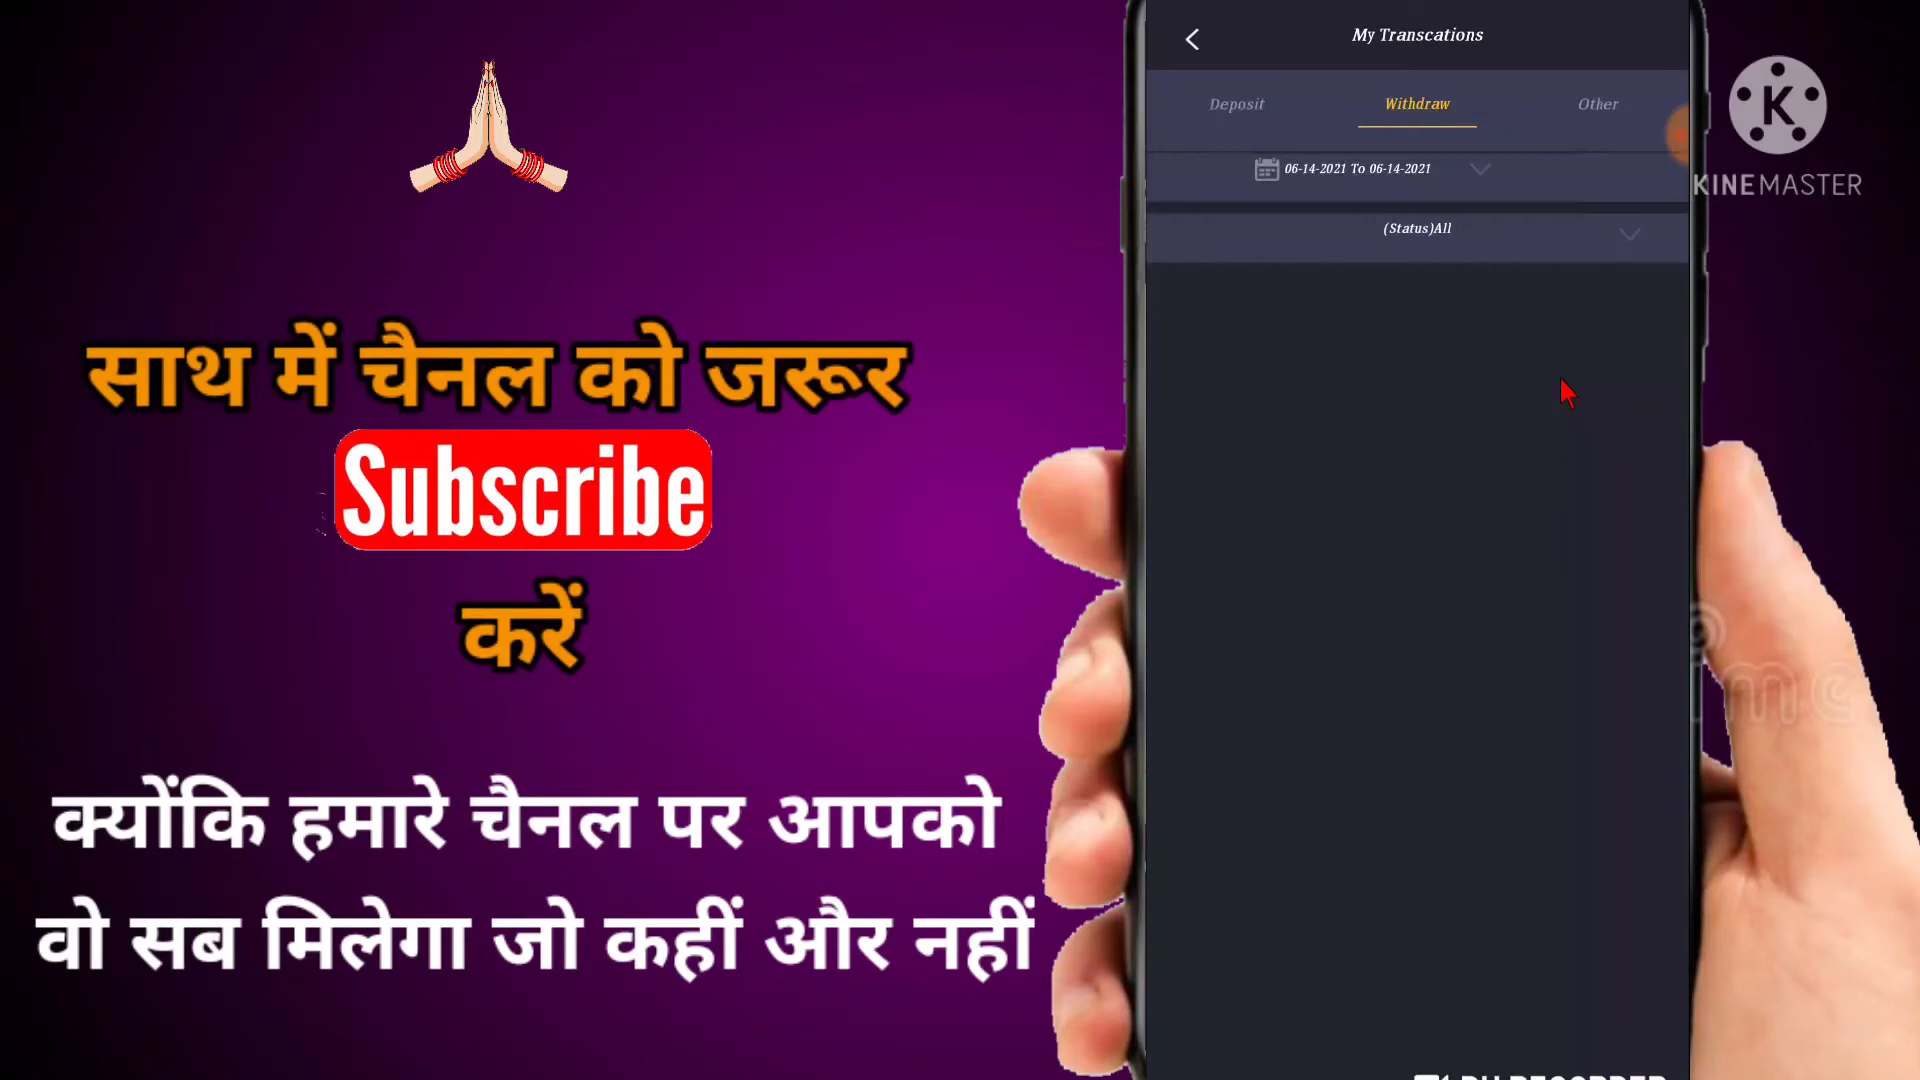 साथ में चैनल को जरूर
Subscribe
करें
क्योंकि हमारे चैनल पर आपको
वो सब मिलेगा जो कहीं और नहीं
My Transcations
Deposit Withdraw Other
06-14-2021 To 06-14-2021
(Status)All
K
KINEMASTER